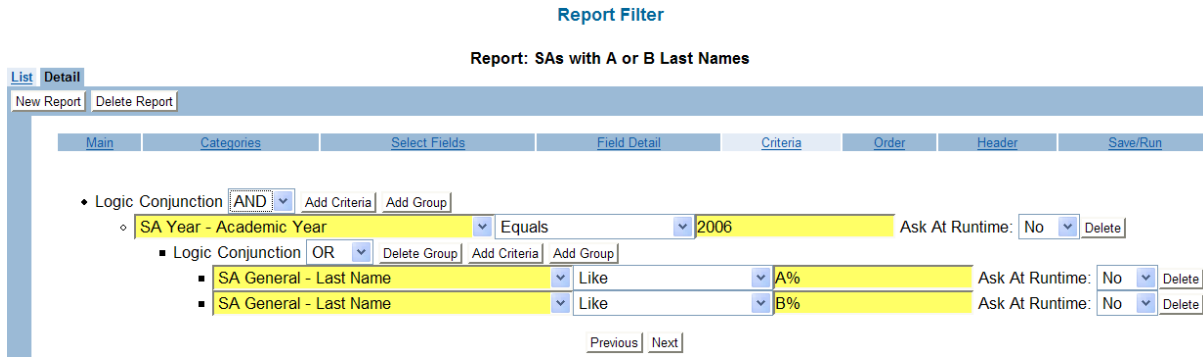 Report Filter
Report: SAs with A or B Last Names
List Detail
New Report Delete Report
Main Categories Select Fields Field Detail Criteria Order Header Save/Run
Logic Conjunction AND Add Criteria Add Group
SA Year - Academic Year Equals 2006 Ask At Runtime: No Delete
Logic Conjunction OR Delete Group Add Criteria Add Group
SA General - Last Name Like A% Ask At Runtime: No Delete
SA General - Last Name Like B% Ask At Runtime: No Delete
Previous Next